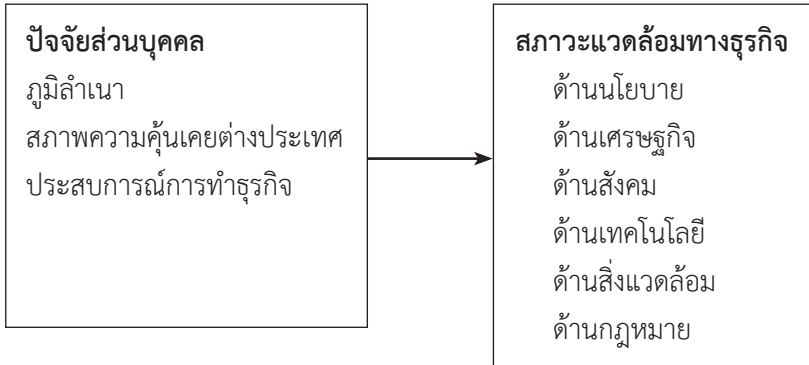 ปัจจัยส่วนบุคคล
ภูมิลำเนา
สภาพความคุ้นเคยต่างประเทศ
ประสบการณ์การทำธุรกิจ
สภาวะแวดล้อมทางธุรกิจ
ด้านนโยบาย
ด้านเศรษฐกิจ
ด้านสังคม
ด้านเทคโนโลยี
ด้านสิ่งแวดล้อม
ด้านกฎหมาย